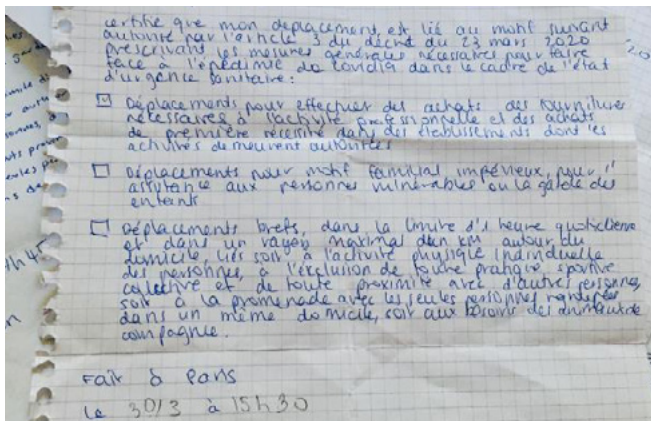 certifie que mon déplacement est lié au motif suivant
autorisé par l'article 3 du décret du 23 mars 2020
prescrivant les mesures générales nécessaires pour faire
face à l'épidémie de Covid19 dans le cadre de l'état
d'urgence sanitaire :
Déplacements pour effectuer des achats des fournitures
nécessaires à l'activité professionnelle et des achats
de première nécessité dans des établissements dont les
activités demeurent autorisées
Déplacements pour motif familial impérieux, pour l'
assistance aux personnes vulnérables ou la garde des
enfants
Déplacements brefs, dans la limite d'1 heure quotidienne
et dans un rayon maximal d'un km autour du
domicile, liés soit à l'activité physique individuelle
des personnes, à l'exclusion de toute pratique sportive
collective et de toute proximité avec d'autres personnes,
soit à la promenade avec les seules personnes
dans un même domicile, soit aux besoins des animaux de
compagnie.
Fait à Paris
le 30/3 à 15h30